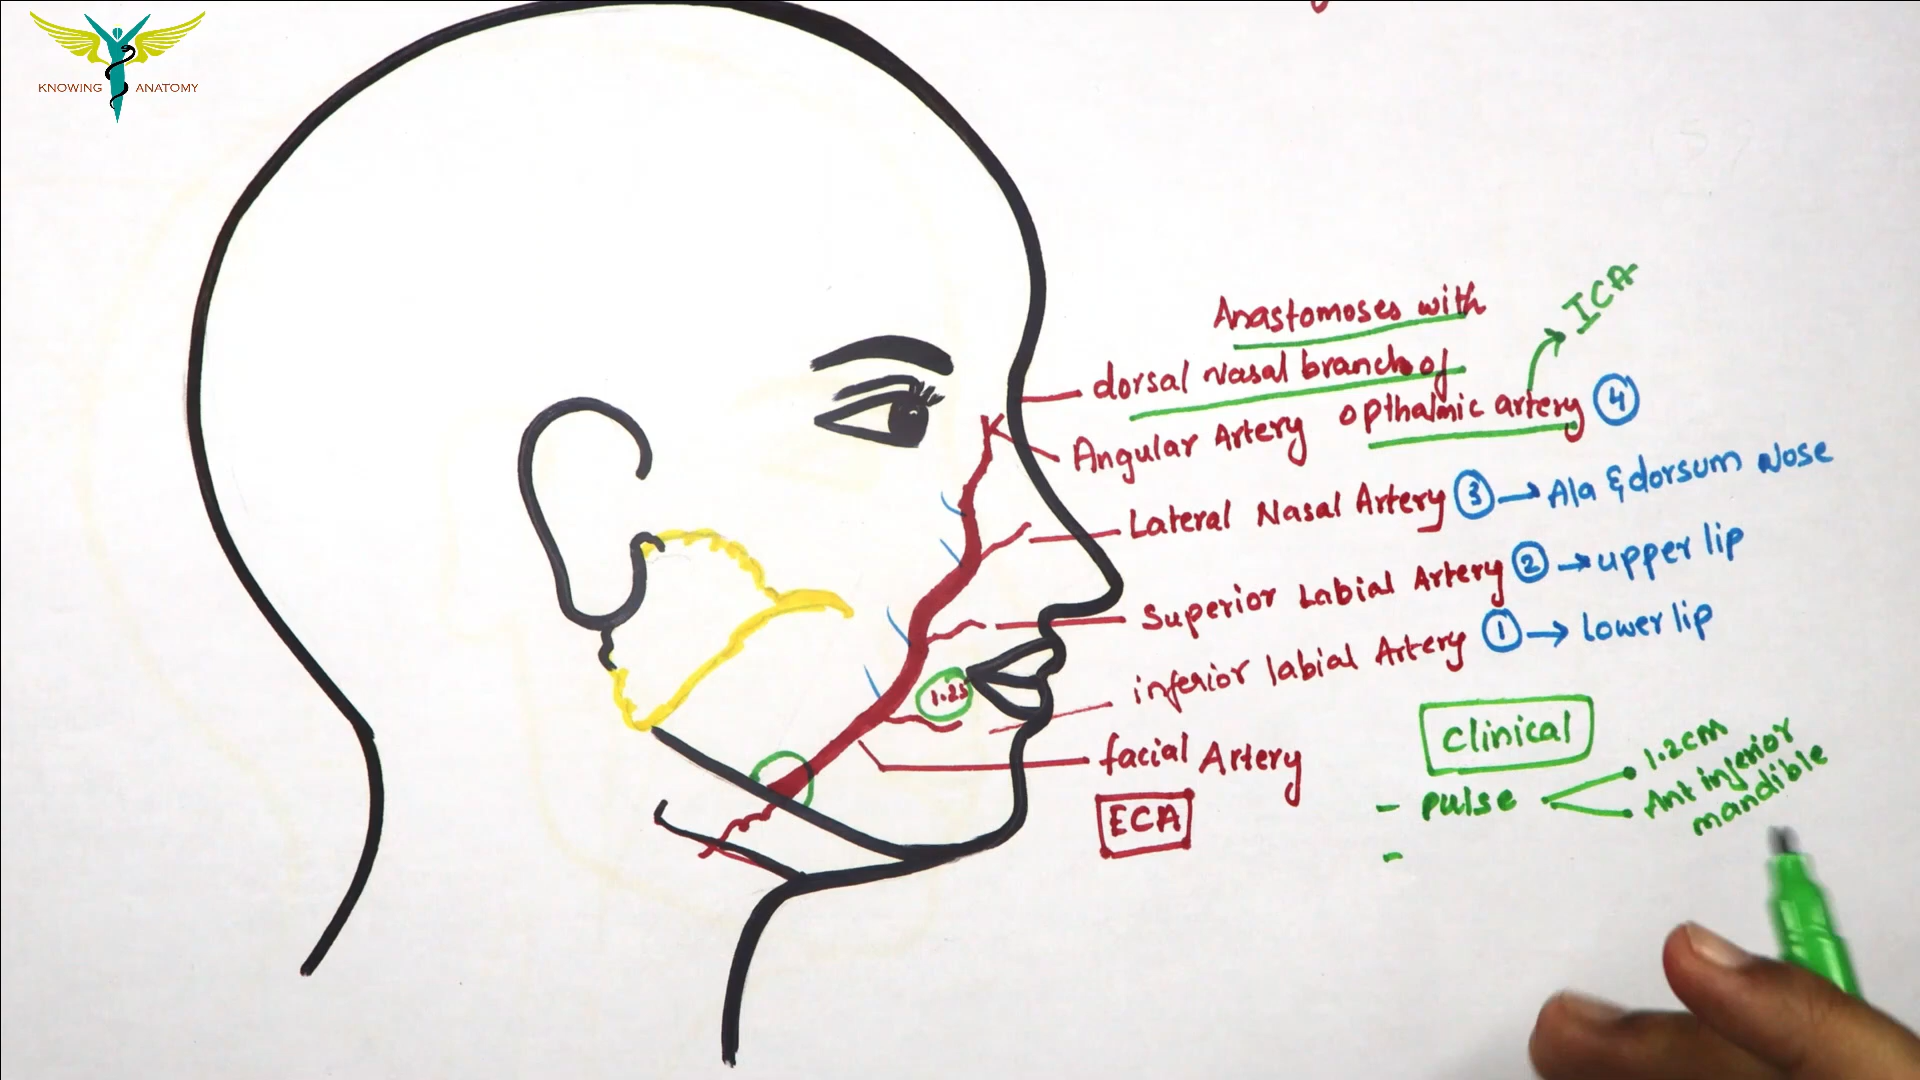 KNOWING ANATOMY
Anastomoses with
ICA
dorsal Nasal branch of
Angular Artery opthalmic artery 4
Lateral Nasal Artery 3 → Ala & dorsum Nose
Superior Labial Artery 2 → upper lip
inferior labial Artery 1 → lower lip
1.25
facial Artery
ECA
Clinical
- pulse
1.2cm
Ant inferior
mandible
-